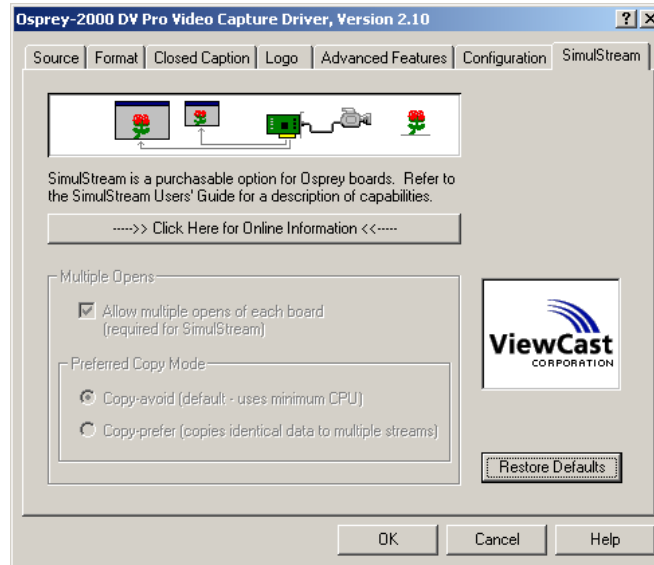 Osprey-2000 DV Pro Video Capture Driver, Version 2.10
Source
Format
Closed Caption
Logo
Advanced Features
Configuration
SimulStream
SimulStream is a purchasable option for Osprey boards. Refer to
the SimulStream Users' Guide for a description of capabilities.
----->> Click Here for Online Information <<-----
Multiple Opens
Allow multiple opens of each board
(required for SimulStream)
Preferred Copy Mode
Copy-avoid (default - uses minimum CPU)
Copy-prefer (copies identical data to multiple streams)
ViewCast
CORPORATION
Restore Defaults
OK
Cancel
Help